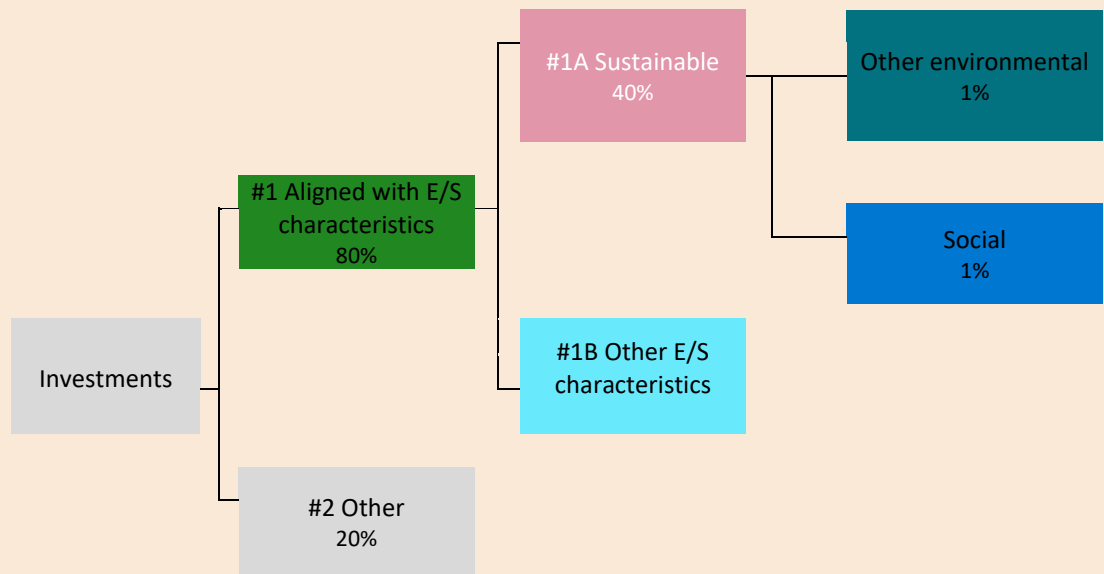 Investments
#1 Aligned with E/S
characteristics
80%
#2 Other
20%
#1A Sustainable
40%
#1B Other E/S
characteristics
Other environmental
1%
Social
1%